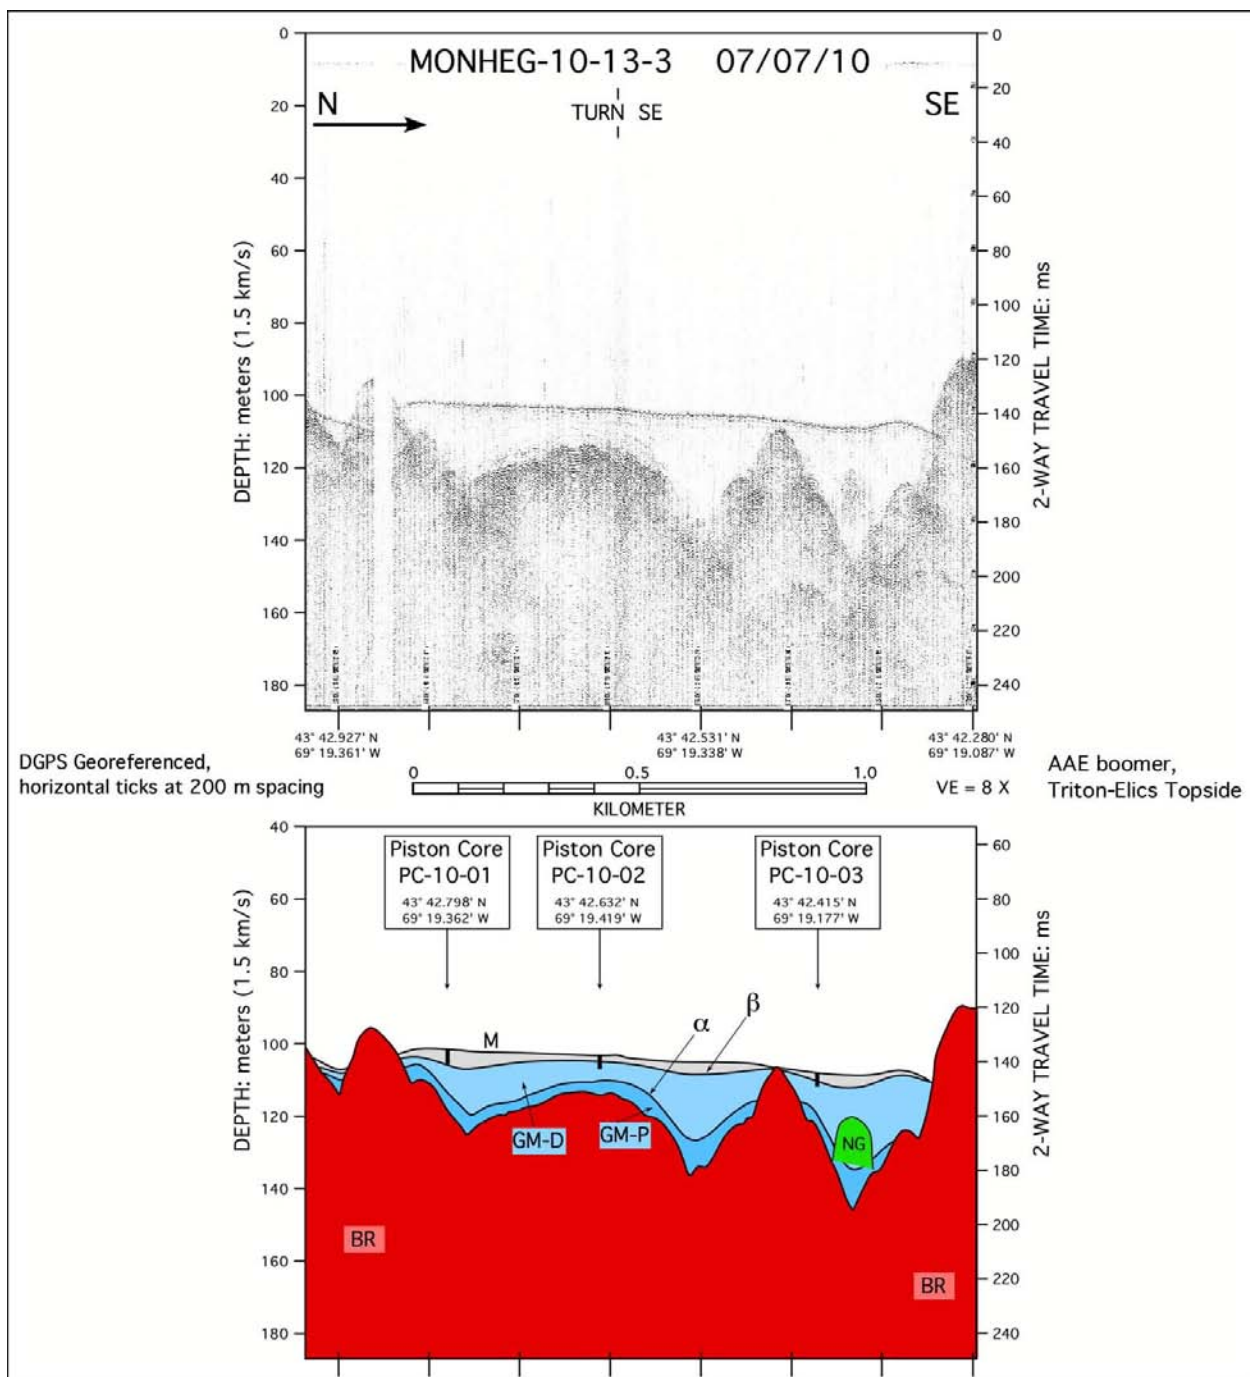 MONHEG-10-13-3 07/07/10
N
TURN SE
SE
0
20
40
60
80
100
120
140
160
180
DEPTH: meters (1.5 km/s)
0
20
40
60
80
100
120
140
160
180
200
220
240
2-WAY TRAVEL TIME: ms
43° 42.927' N
69° 19.361' W
43° 42.531' N
69° 19.338' W
43° 42.280' N
69° 19.087' W
DGPS Georeferenced,
horizontal ticks at 200 m spacing
0 0.5 1.0
KILOMETER
VE = 8 X
AAE boomer,
Triton-Elics Topside
40
60
80
100
120
140
160
180
DEPTH: meters (1.5 km/s)
60
80
100
120
140
160
180
200
220
240
2-WAY TRAVEL TIME: ms
Piston Core
PC-10-01
43° 42.798' N
69° 19.362' W
Piston Core
PC-10-02
43° 42.632' N
69° 19.419' W
Piston Core
PC-10-03
43° 42.415' N
69° 19.177' W
M
α
β
GM-D
GM-P
NG
BR
BR